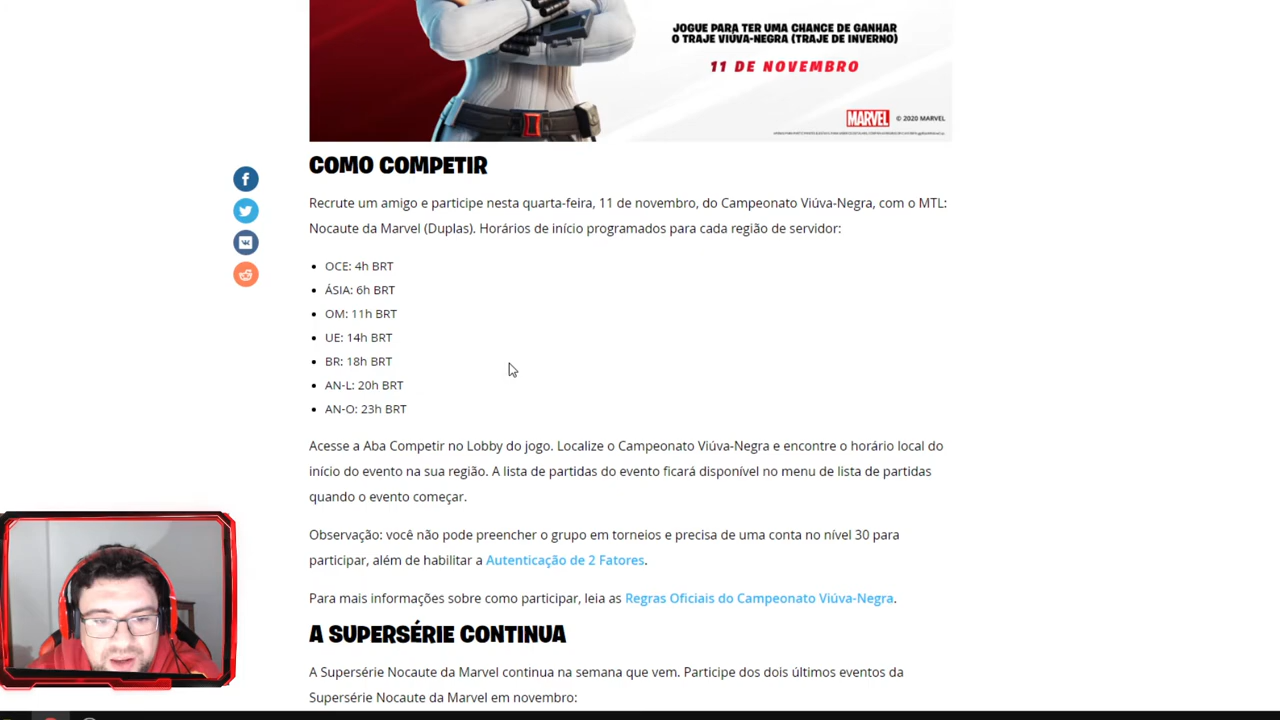 JOGUE PARA TER UMA CHANCE DE GANHAR
O TRAJE VIÚVA-NEGRA (TRAJE DE INVERNO)
11 DE NOVEMBRO
MARVEL © 2020 MARVEL
COMO COMPETIR
Recrute um amigo e participe nesta quarta-feira, 11 de novembro, do Campeonato Viúva-Negra, com o MTL:
Nocaute da Marvel (Duplas). Horários de início programados para cada região de servidor:
• OCE: 4h BRT
• ÁSIA: 6h BRT
• OM: 11h BRT
• UE: 14h BRT
• BR: 18h BRT
• AN-L: 20h BRT
• AN-O: 23h BRT
Acesse a Aba Competir no Lobby do jogo. Localize o Campeonato Viúva-Negra e encontre o horário local do
início do evento na sua região. A lista de partidas do evento ficará disponível no menu de lista de partidas
quando o evento começar.
Observação: você não pode preencher o grupo em torneios e precisa de uma conta no nível 30 para
participar, além de habilitar a Autenticação de 2 Fatores.
Para mais informações sobre como participar, leia as Regras Oficiais do Campeonato Viúva-Negra.
A SUPERSÉRIE CONTINUA
A Supersérie Nocaute da Marvel continua na semana que vem. Participe dos dois últimos eventos da
Supersérie Nocaute da Marvel em novembro: